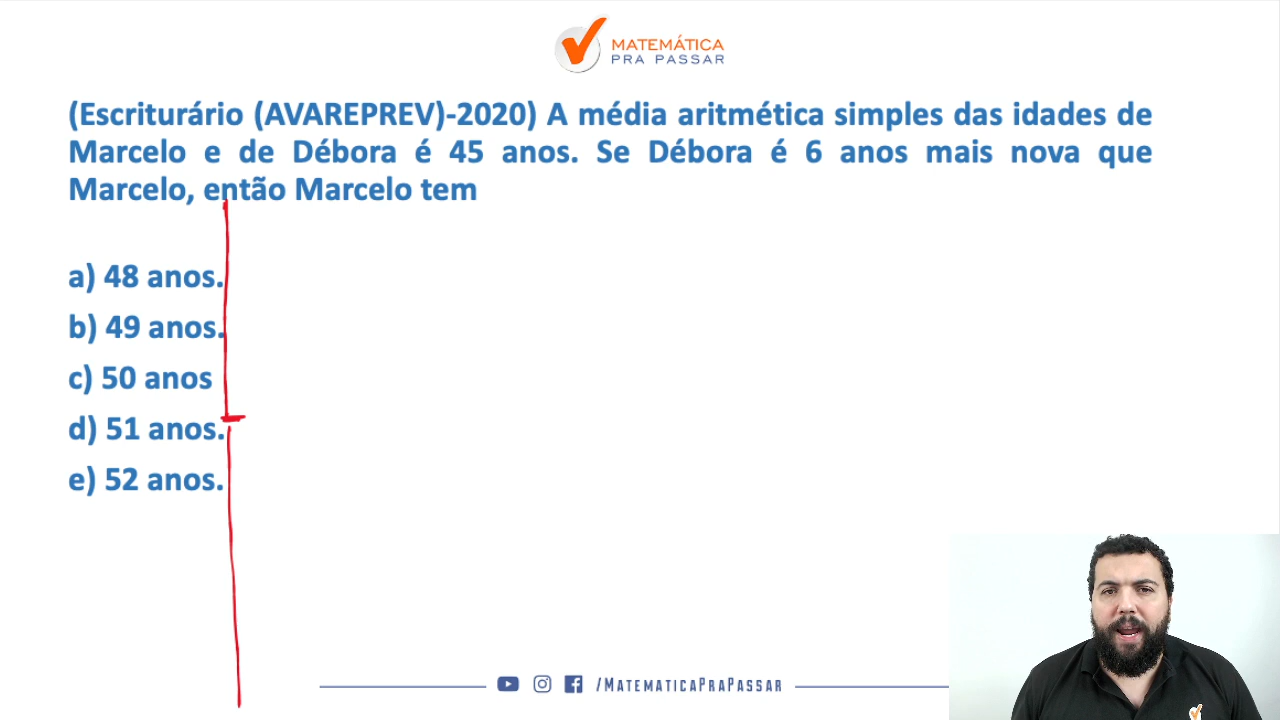 MATEMÁTICA
PRA PASSAR
(Escriturário (AVAREPREV)-2020) A média aritmética simples das idades de
Marcelo e de Débora é 45 anos. Se Débora é 6 anos mais nova que
Marcelo, então Marcelo tem
a) 48 anos.
b) 49 anos.
c) 50 anos
d) 51 anos.
e) 52 anos.
/MATEMATICAPRAPASSAR